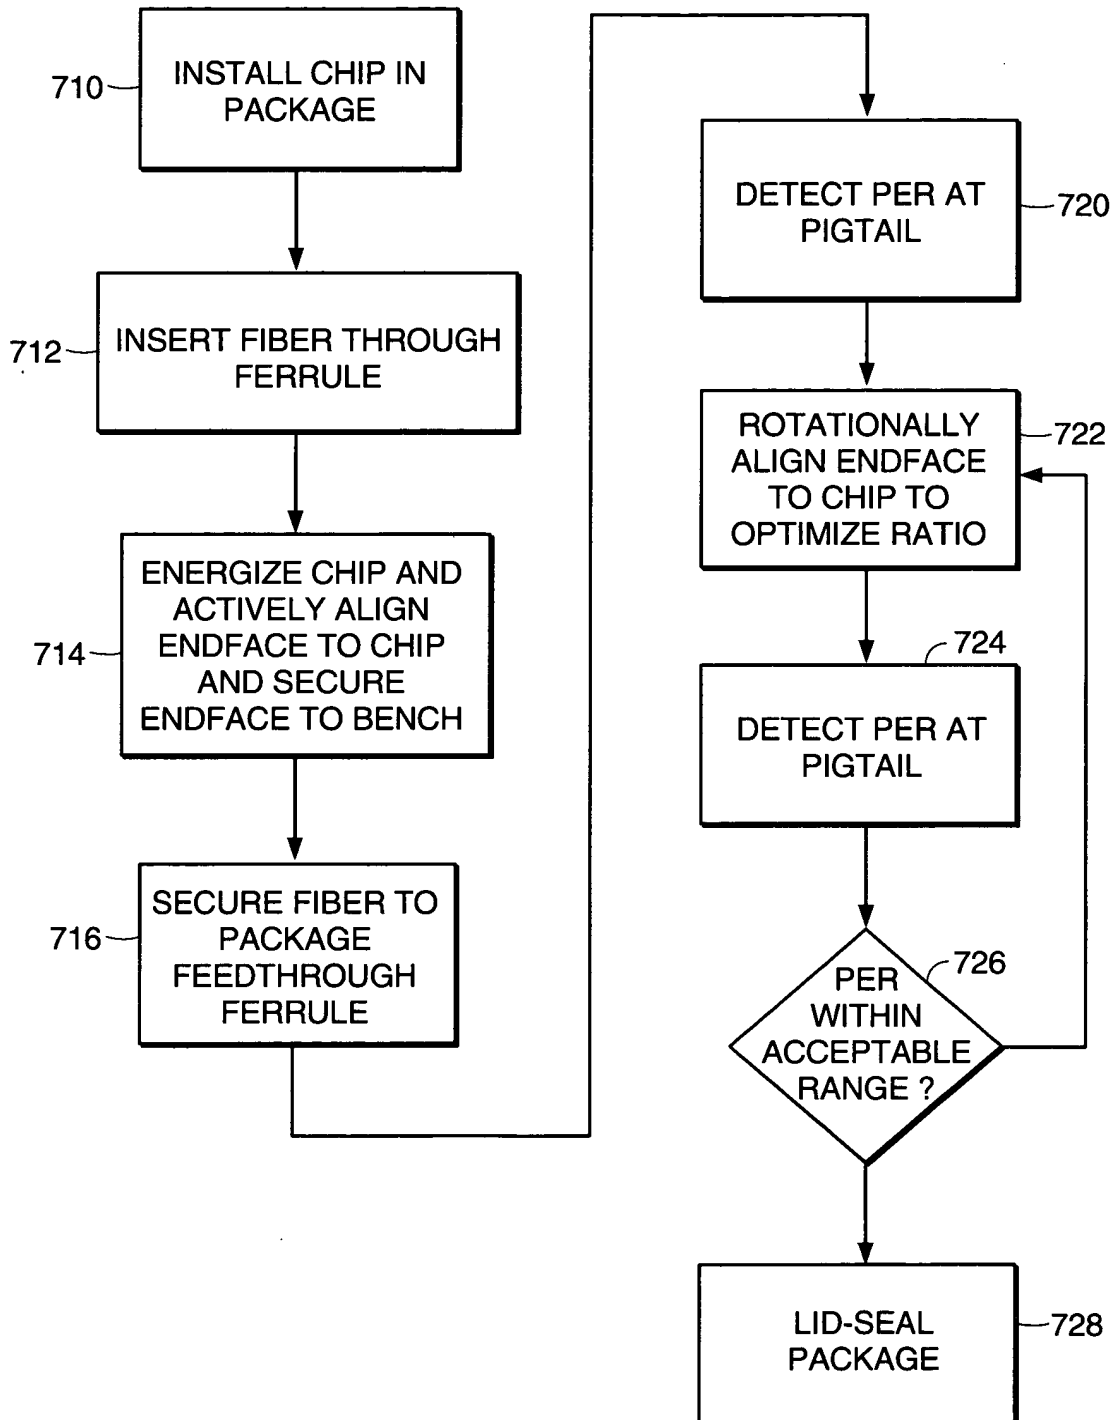 710
INSTALL CHIP IN
PACKAGE
712
INSERT FIBER THROUGH
FERRULE
714
ENERGIZE CHIP AND
ACTIVELY ALIGN
ENDFACE TO CHIP
AND SECURE
ENDFACE TO BENCH
716
SECURE FIBER TO
PACKAGE
FEEDTHROUGH
FERRULE
DETECT PER AT
PIGTAIL
720
ROTATIONALLY
ALIGN ENDFACE
TO CHIP TO
OPTIMIZE RATIO
722
724
DETECT PER AT
PIGTAIL
726
PER
WITHIN
ACCEPTABLE
RANGE ?
LID-SEAL
PACKAGE
728